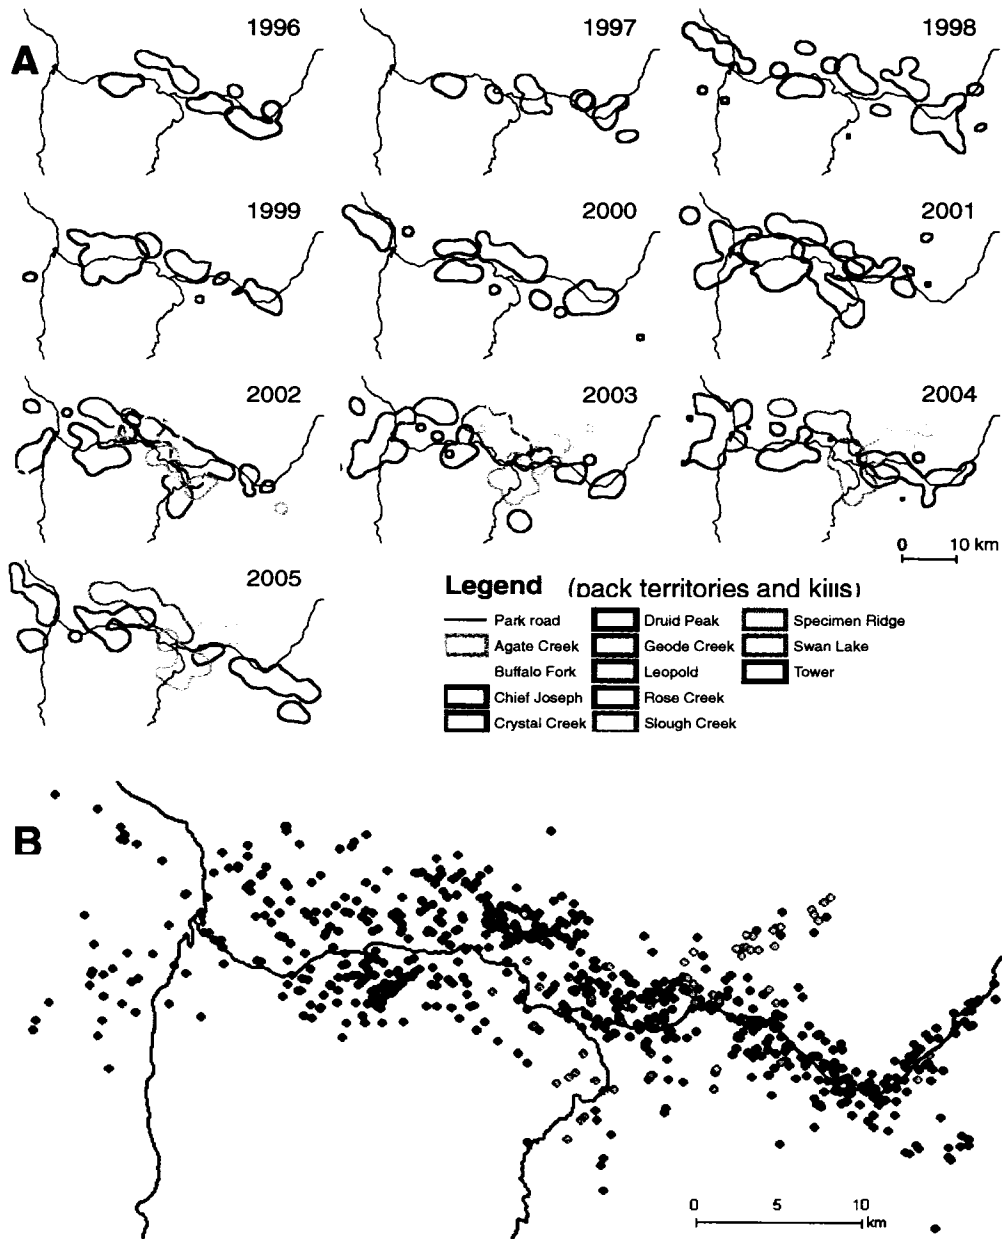 A
1996
1997
1998
1999
2000
2001
2002
2003
2004
0 10 km
2005
Legend (pack territories and kills)
Park road
Agate Creek
Buffalo Fork
Chief Joseph
Crystal Creek
Druid Peak
Geode Creek
Leopold
Rose Creek
Slough Creek
Specimen Ridge
Swan Lake
Tower
B
0 5 10
km